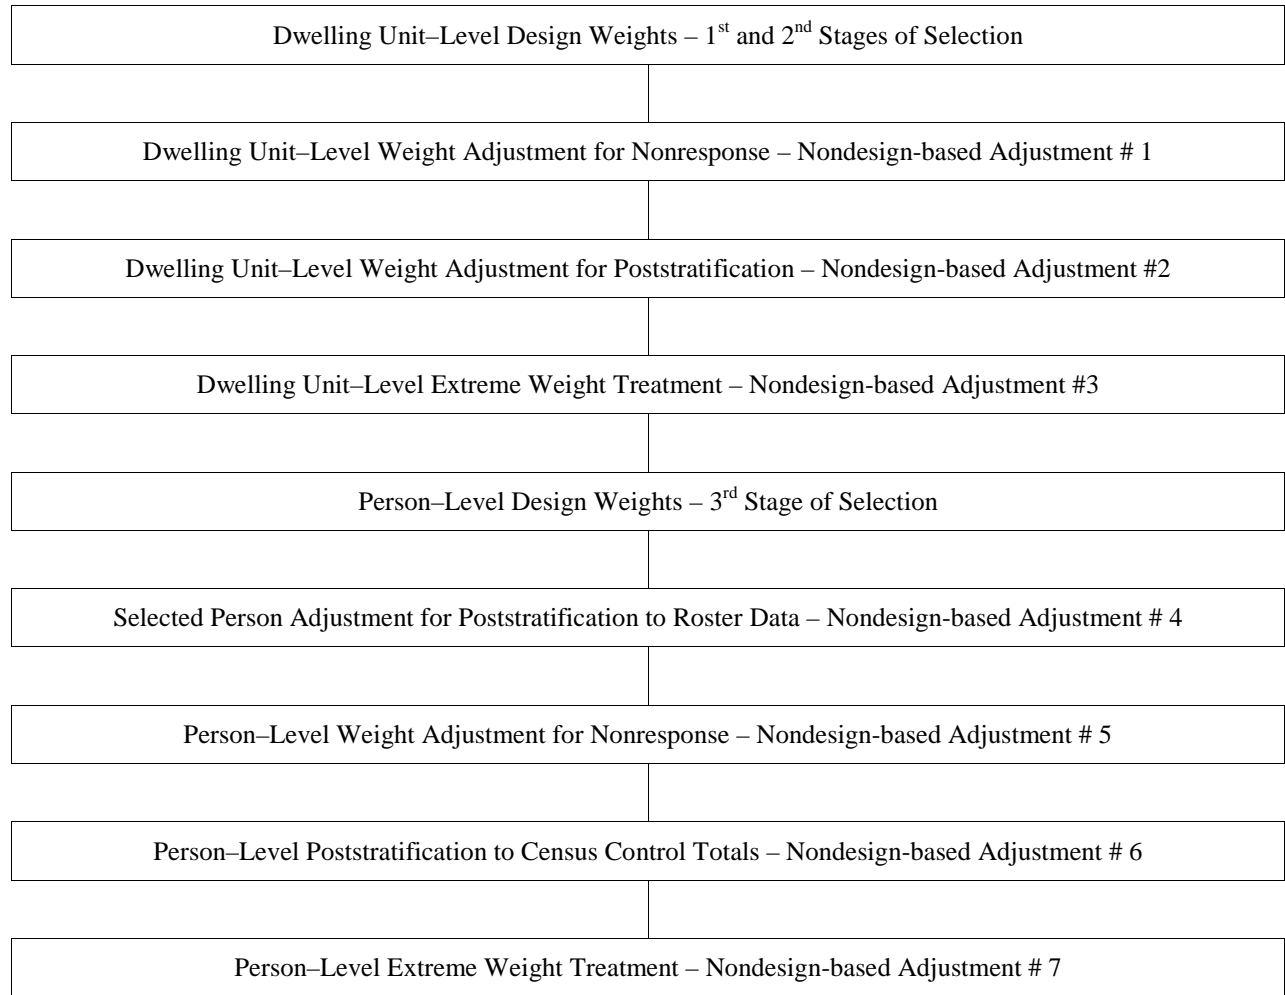 Dwelling Unit–Level Design Weights – 1st and 2nd Stages of Selection
Dwelling Unit–Level Weight Adjustment for Nonresponse – Nondesign-based Adjustment # 1
Dwelling Unit–Level Weight Adjustment for Poststratification – Nondesign-based Adjustment #2
Dwelling Unit–Level Extreme Weight Treatment – Nondesign-based Adjustment #3
Person–Level Design Weights – 3rd Stage of Selection
Selected Person Adjustment for Poststratification to Roster Data – Nondesign-based Adjustment # 4
Person–Level Weight Adjustment for Nonresponse – Nondesign-based Adjustment # 5
Person–Level Poststratification to Census Control Totals – Nondesign-based Adjustment # 6
Person–Level Extreme Weight Treatment – Nondesign-based Adjustment # 7